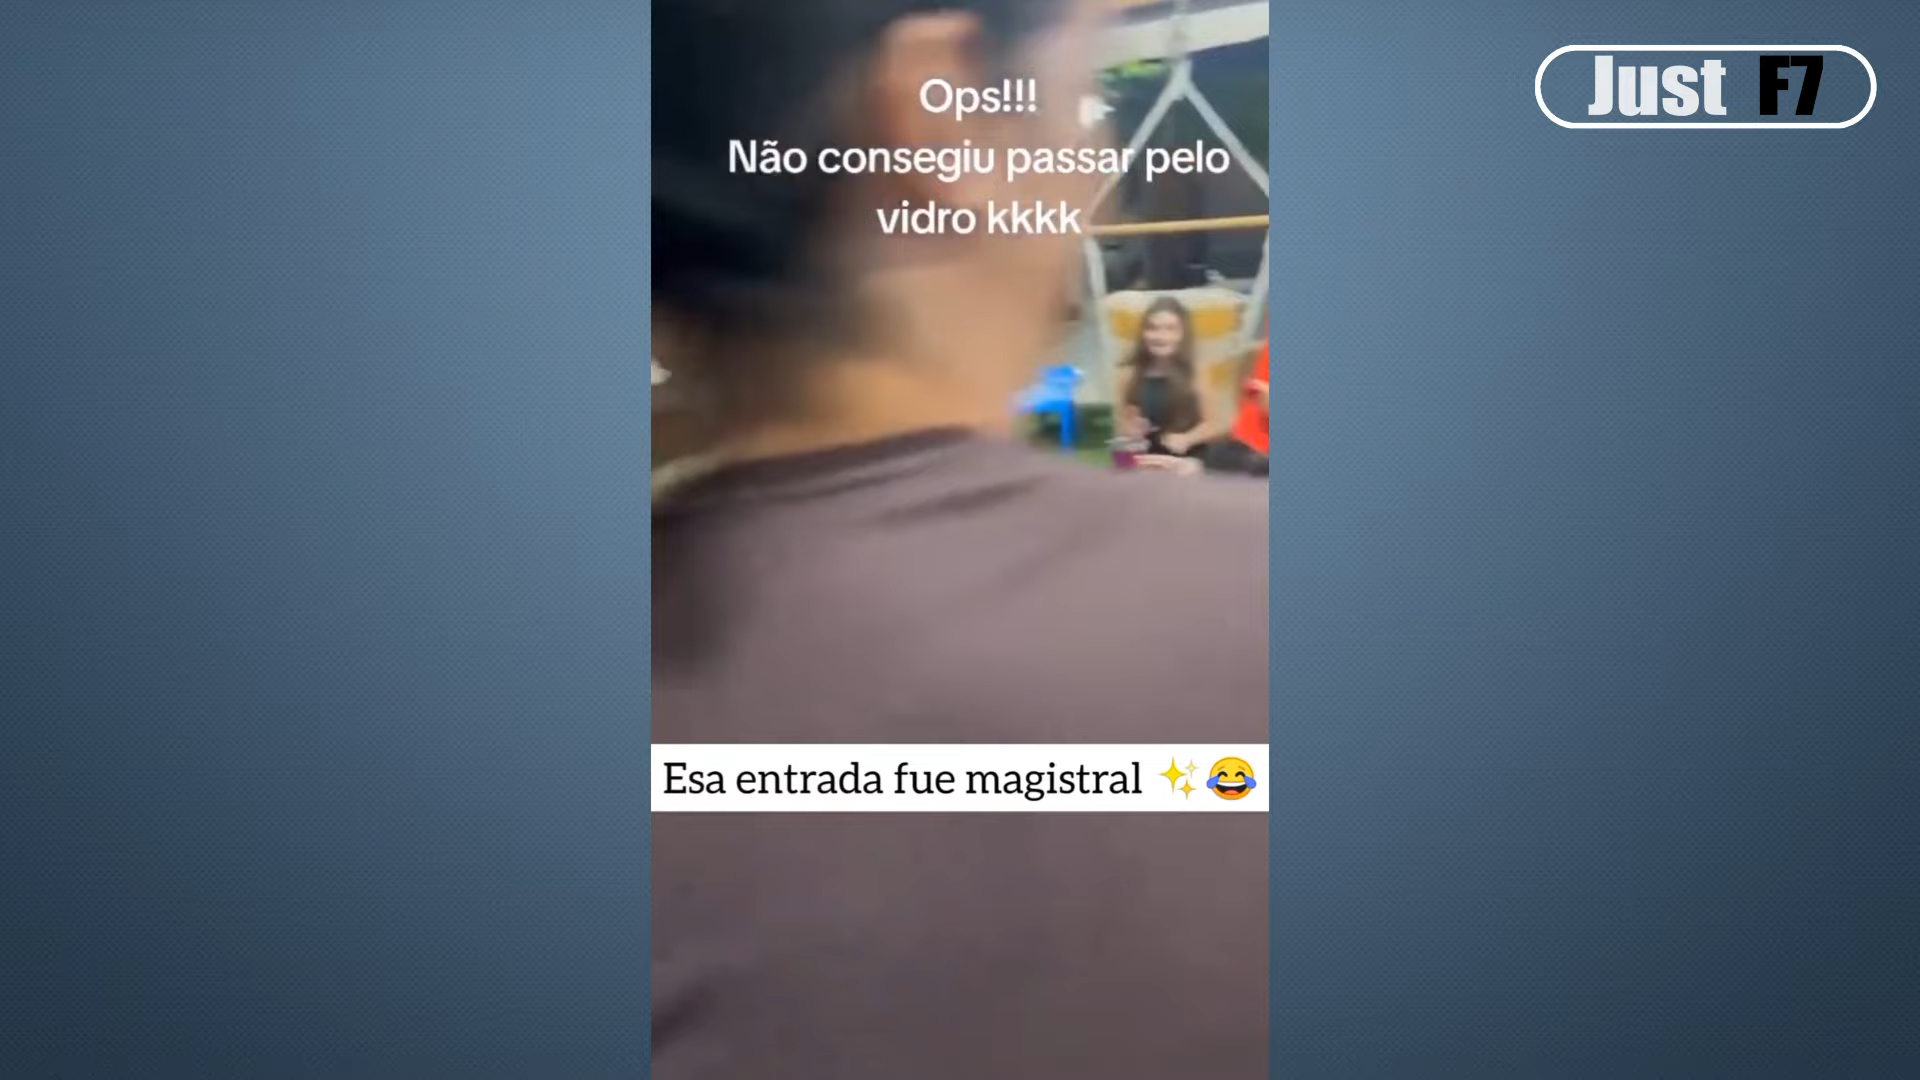 Just F7
Ops!!!
Não consegiu passar pelo
vidro kkkk
Esa entrada fue magistral ✨😂